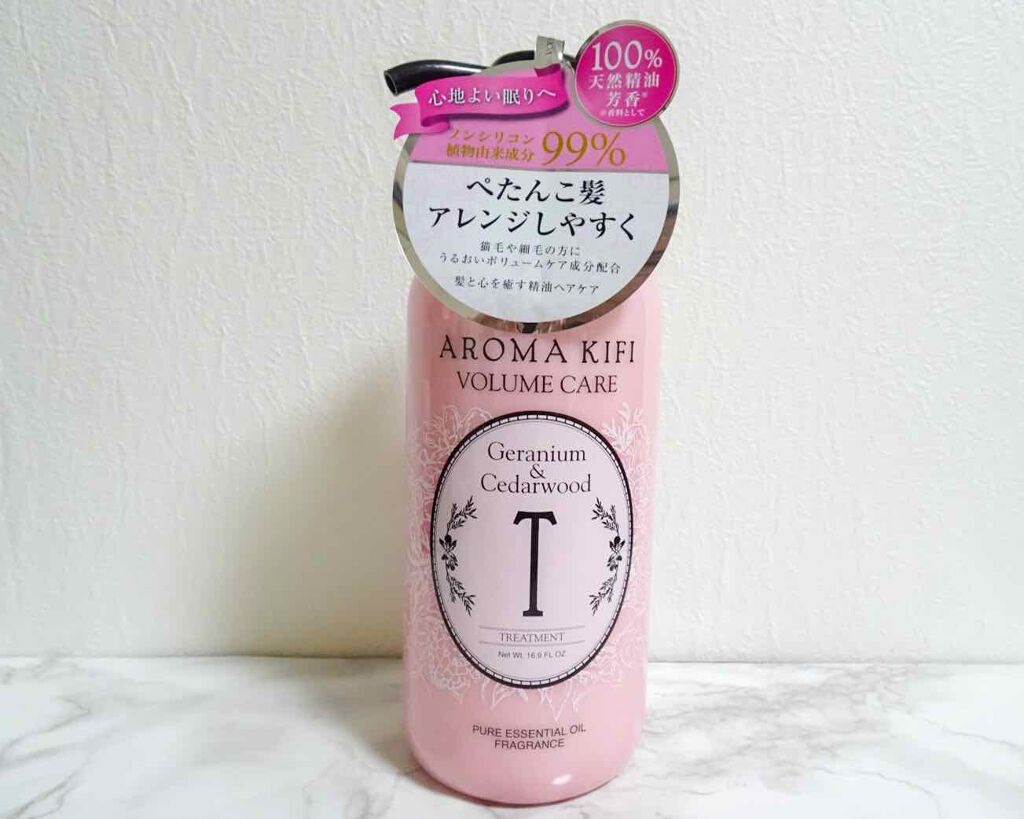 100%
天然精油
芳香※
※香料として
心地よい眠りへ
ノンシリコン
植物由来成分 99%
ぺたんこ髪
アレンジしやすく
猫毛や細毛の方に
うるおいボリュームケア成分配合
髪と心を癒す精油ヘアケア
AROMA KIFI
VOLUME CARE
Geranium
&
Cedarwood
T
TREATMENT
Net Wt. 16.9 FL OZ
PURE ESSENTIAL OIL
FRAGRANCE